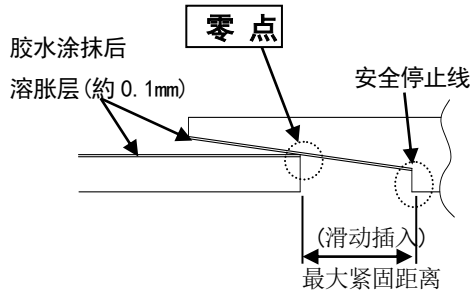 零 点
胶水涂抹后
溶胀层(約0.1mm)
安全停止线
(滑动插入)
最大紧固距离